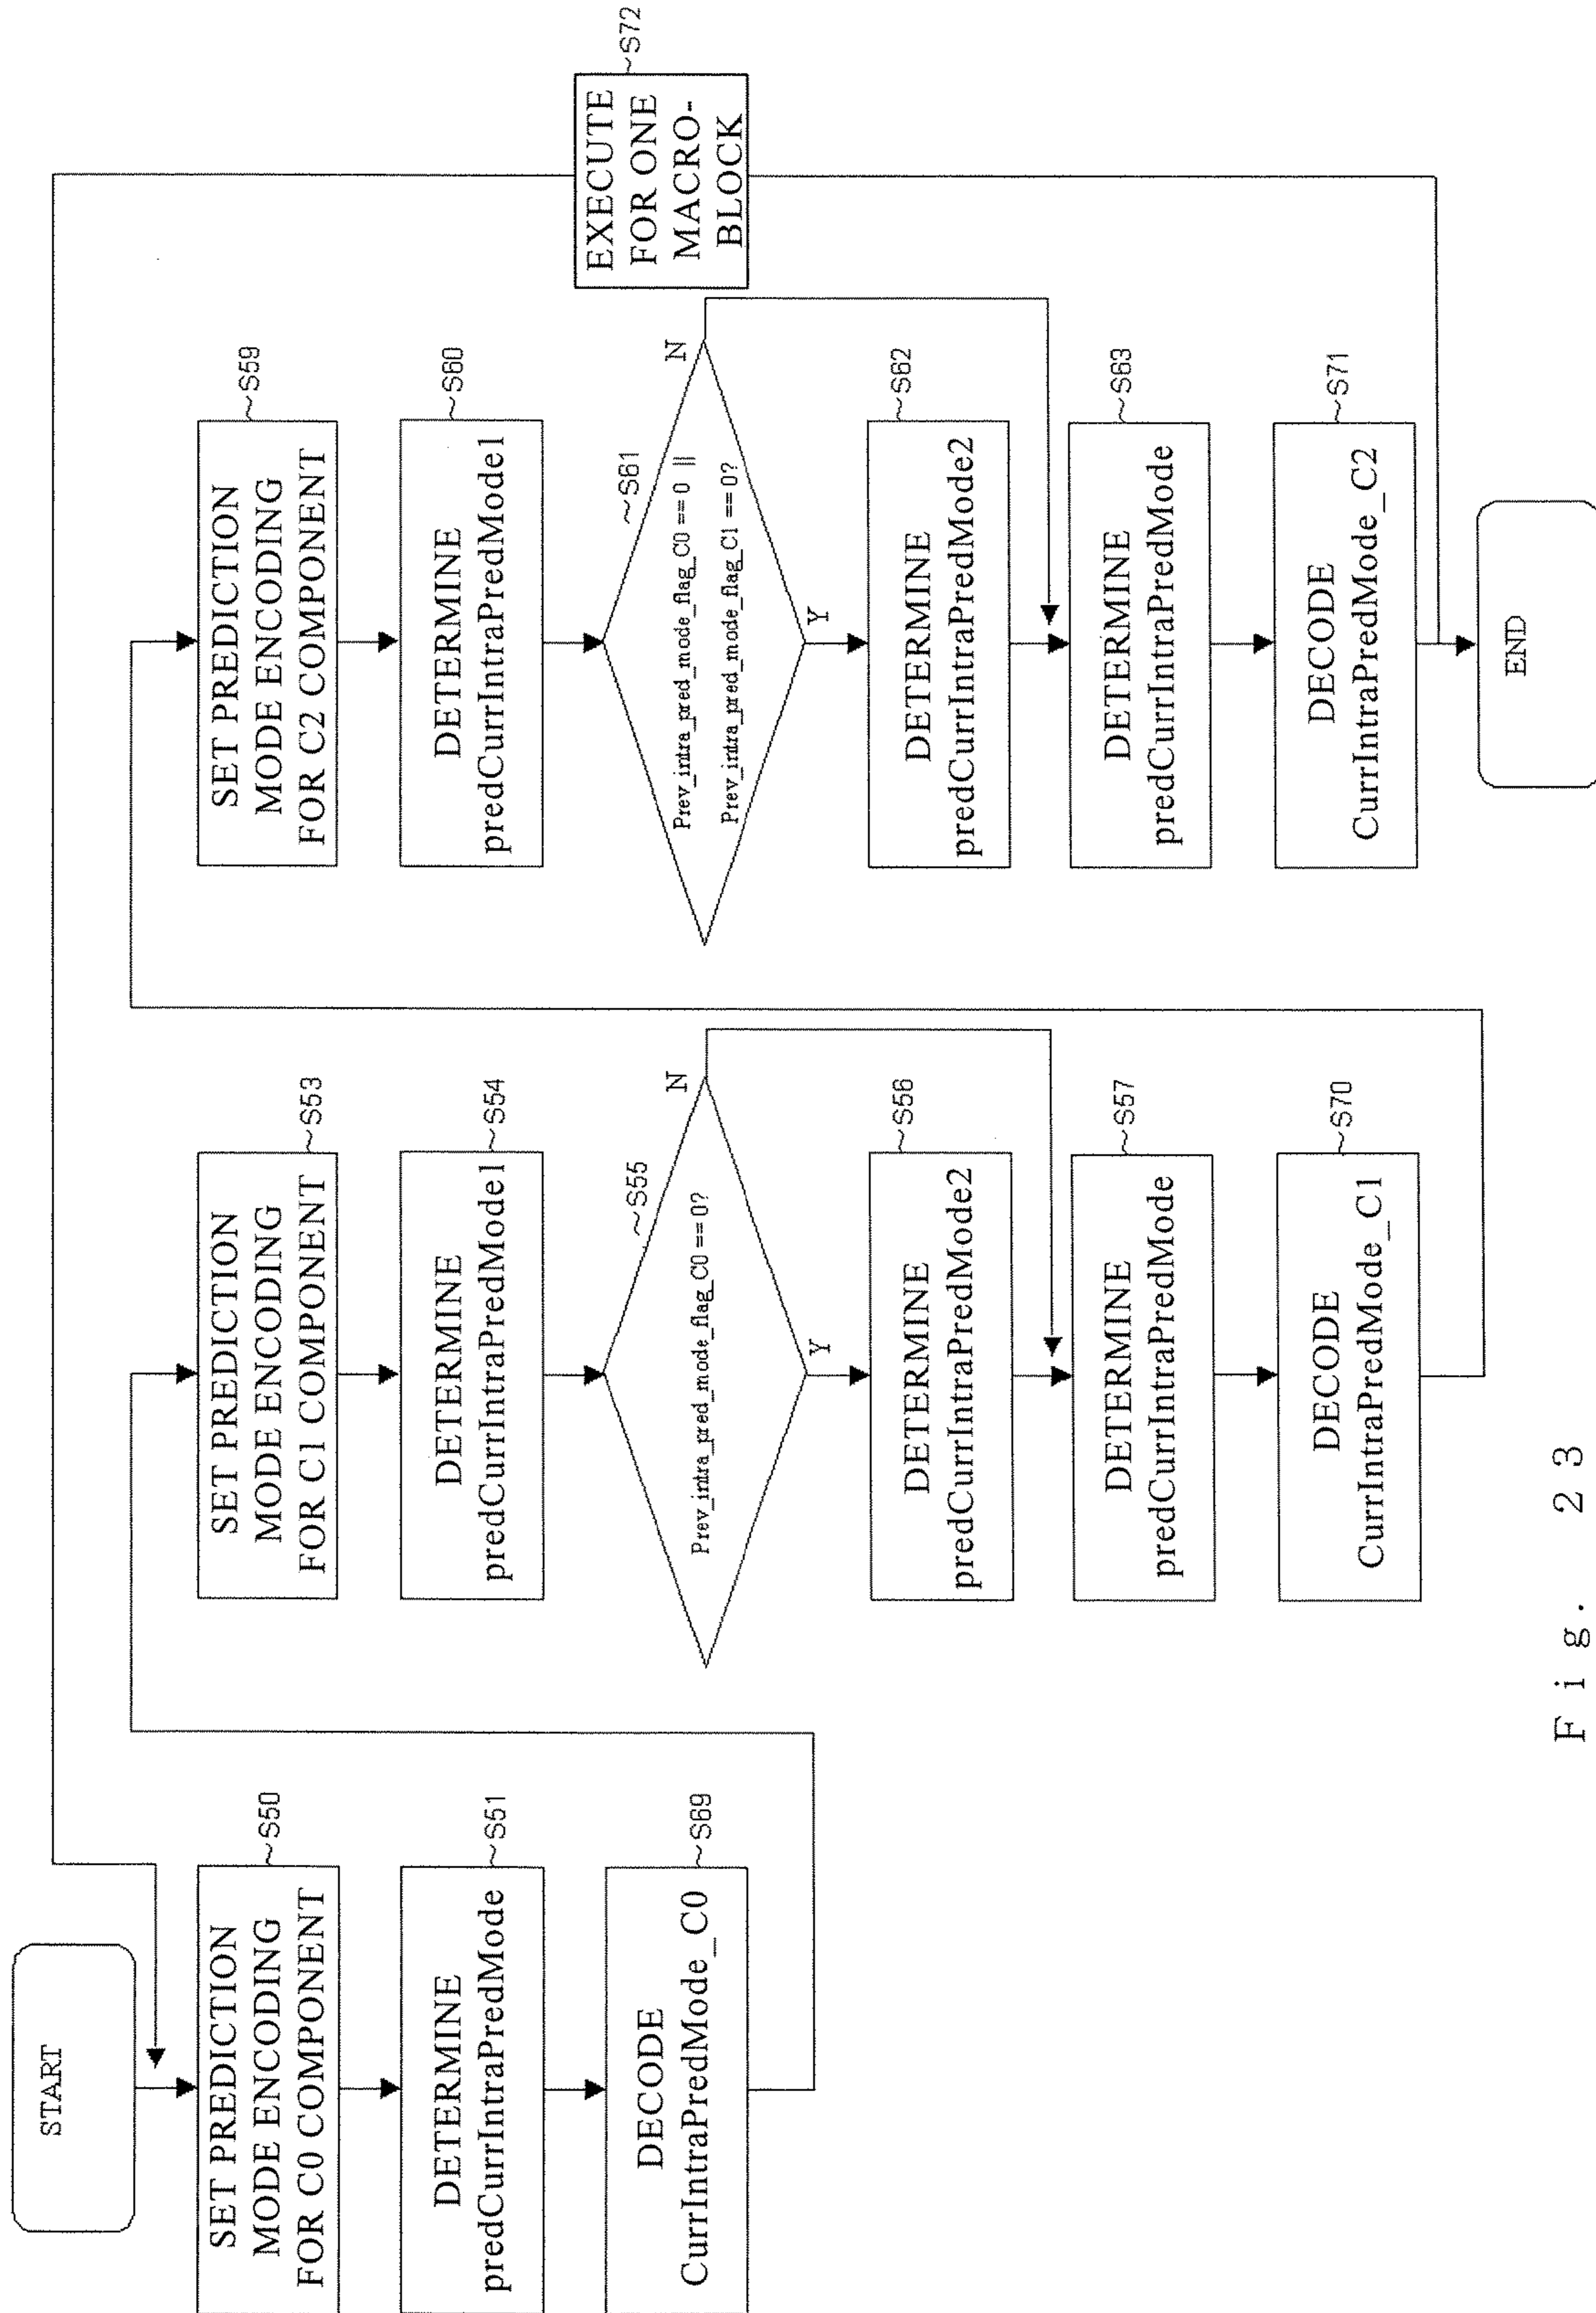 START
SET PREDICTION
MODE ENCODING
FOR C0 COMPONENT
~S50
DETERMINE
predCurrIntraPredMode
~S51
DECODE
CurrIntraPredMode_C0
~S69
SET PREDICTION
MODE ENCODING
FOR C1 COMPONENT
~S53
DETERMINE
predCurrIntraPredMode1
~S54
~S55
Prev_intra_pred_mode_flag_C0 == 0?
N
Y
DETERMINE
predCurrIntraPredMode2
~S56
DETERMINE
predCurrIntraPredMode
~S57
DECODE
CurrIntraPredMode_C1
~S70
SET PREDICTION
MODE ENCODING
FOR C2 COMPONENT
~S59
DETERMINE
predCurrIntraPredMode1
~S60
~S61
Prev_intra_pred_mode_flag_C0 == 0 ||
Prev_intra_pred_mode_flag_C1 == 0?
N
Y
DETERMINE
predCurrIntraPredMode2
~S62
DETERMINE
predCurrIntraPredMode
~S63
DECODE
CurrIntraPredMode_C2
~S71
END
EXECUTE
FOR ONE
MACRO-
BLOCK
~S72
Fig. 23